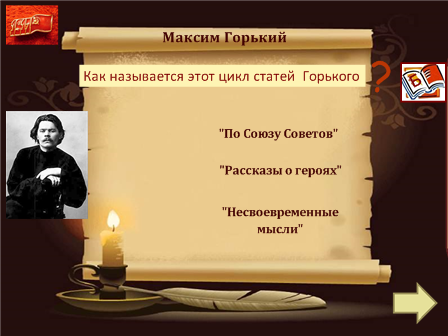 Максим Горький
Как называется этот цикл статей Горького
?
"По Союзу Советов"
"Рассказы о героях"
"Несвоевременные
мысли"